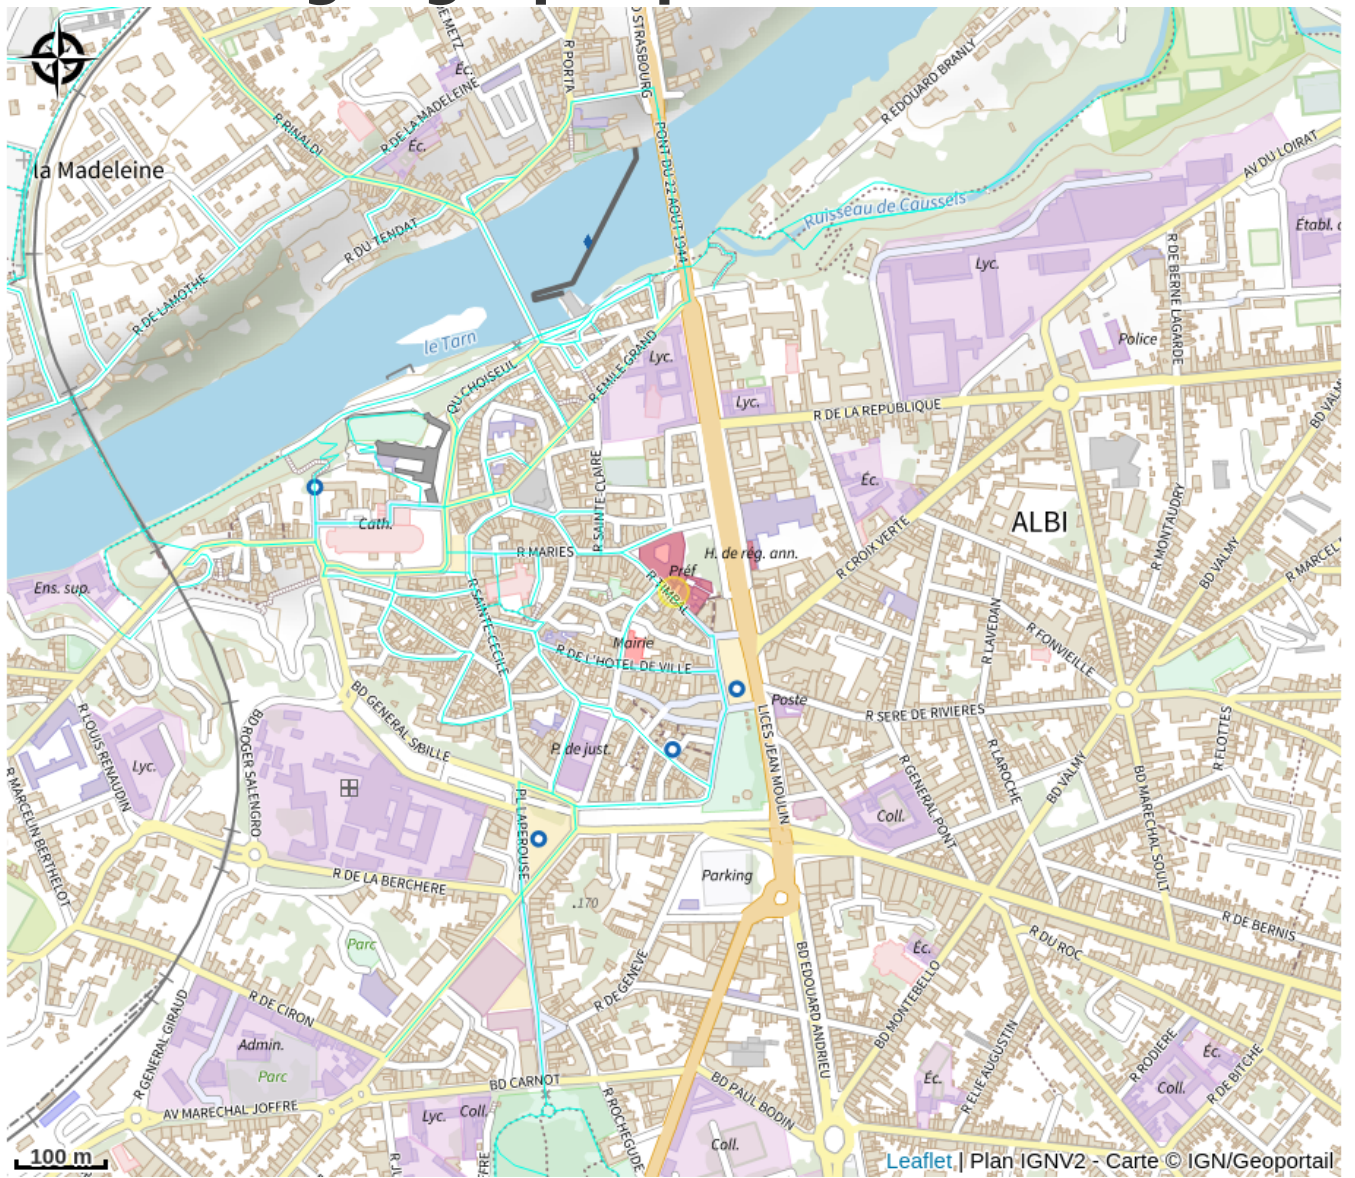 R DE METZ
BD STRASBOURG
R PORTA
Éc.
R EDOUARD BRANLY
R DE LA MADELEINE
R RINALDI
Éc.
PONT DU 22 AOUT 1944
AV DU LOIRAT
la Madeleine
Ruisseau de Caussels
Établ.
R DU TENDAT
R DE BERNE LAGARDE
Lyc.
R DE LAMOTHE
le Tarn
Police
Lyc.
QU CHOISEUL
R EMILE GRAND
Lyc.
R DE LA REPUBLIQUE
BD VALMY
Éc.
R SAINTE-CLAIRE
R MONTAUDRY
Cath.
ALBI
R MARIES
H. de rég. ann.
R CROIX VERTE
BD VALMY
R MARCEL
Préf
R TIMBAL
Ens. sup.
R SAINTE-CECILE
R LAVEDAN
R FONVIEILLE
Mairie
R DE L'HOTEL DE VILLE
BD GENERAL SIBILLE
Poste
R SERE DE RIVIERES
R LOUIS RENAUDIN
BD ROGER SALENGRO
P. de just.
LICES JEAN MOULIN
R FLOTTES
Lyc.
R MARCELIN BERTHELOT
PL LAPEROUSE
R GENERAL PONT
R LAROCHE
BD VALMY
BD MARECHAL SOULT
Coll.
R DE LA BERCHERE
Parking
.170
R DE BERNIS
Parc
Éc.
R DU ROC
R DE GENEVE
BD EDOUARD ANDRIEU
BD MONTEBELLO
R DE CIRON
R GENERAL GIRAUD
Admin.
R ELIE AUGUSTIN
R RODIERE
Éc.
Parc
BD CARNOT
Éc.
Coll.
R DE BITCHE
AV MARECHAL JOFFRE
Lyc.
Coll.
R ROCHEGUDE
BD PAUL BODIN
Coll.
100 m
Leaflet | Plan IGNV2 - Carte © IGN/Geoportail